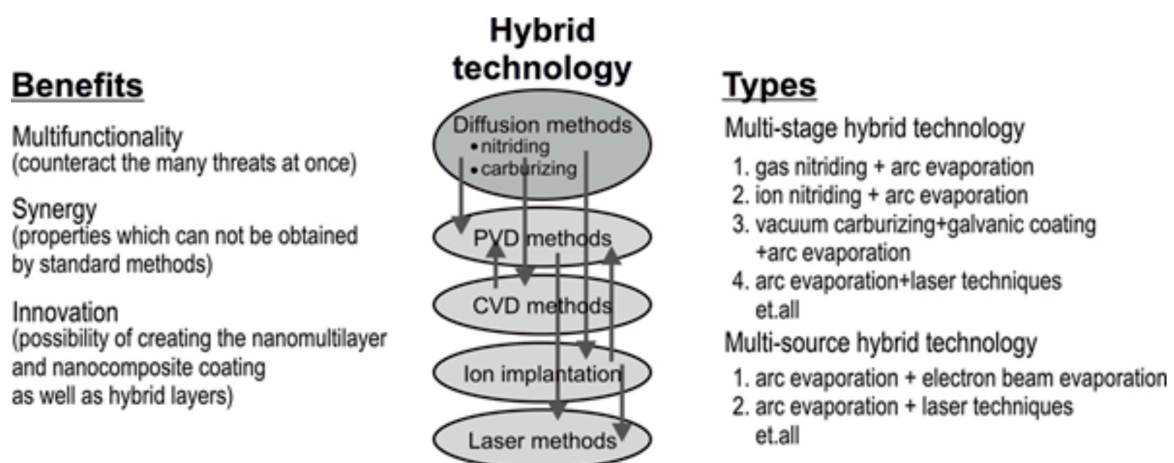 Hybrid
technology
Benefits
Multifunctionality
(counteract the many threats at once)
Synergy
(properties which can not be obtained
by standard methods)
Innovation
(possibility of creating the nanomultilayer
and nanocomposite coating
as well as hybrid layers)
Diffusion methods
• nitriding
• carburizing
PVD methods
CVD methods
Ion implantation
Laser methods
Types
Multi-stage hybrid technology
1. gas nitriding + arc evaporation
2. ion nitriding + arc evaporation
3. vacuum carburizing+galvanic coating
+arc evaporation
4. arc evaporation+laser techniques
et.all
Multi-source hybrid technology
1. arc evaporation + electron beam evaporation
2. arc evaporation + laser techniques
et.all